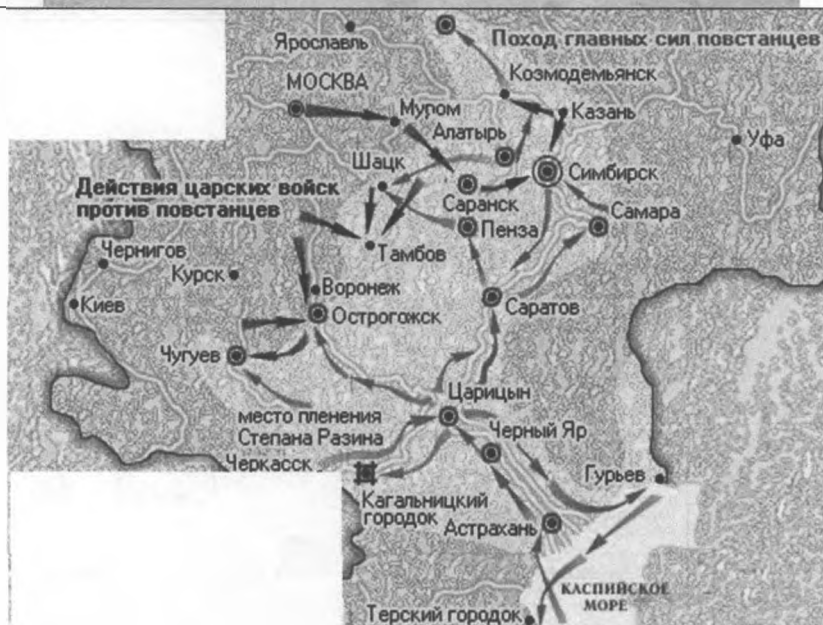 Ярославль
Поход главных сил повстанцев
Козмодемьянск
МОСКВА
Муром
Казань
Алатырь
Уфа
Шацк
Симбирск
Действия царских войск
против повстанцев
Саранск
Самара
Пенза
Тамбов
Чернигов
Курск
Воронеж
Киев
Саратов
Острогожск
Чугуев
Царицын
место пленения
Степана Разина
Черный Яр
Черкасск
Гурьев
Кагальницкий
городок
Астрахань
КАСПИЙСКОЕ
МОРЕ
Терский городок